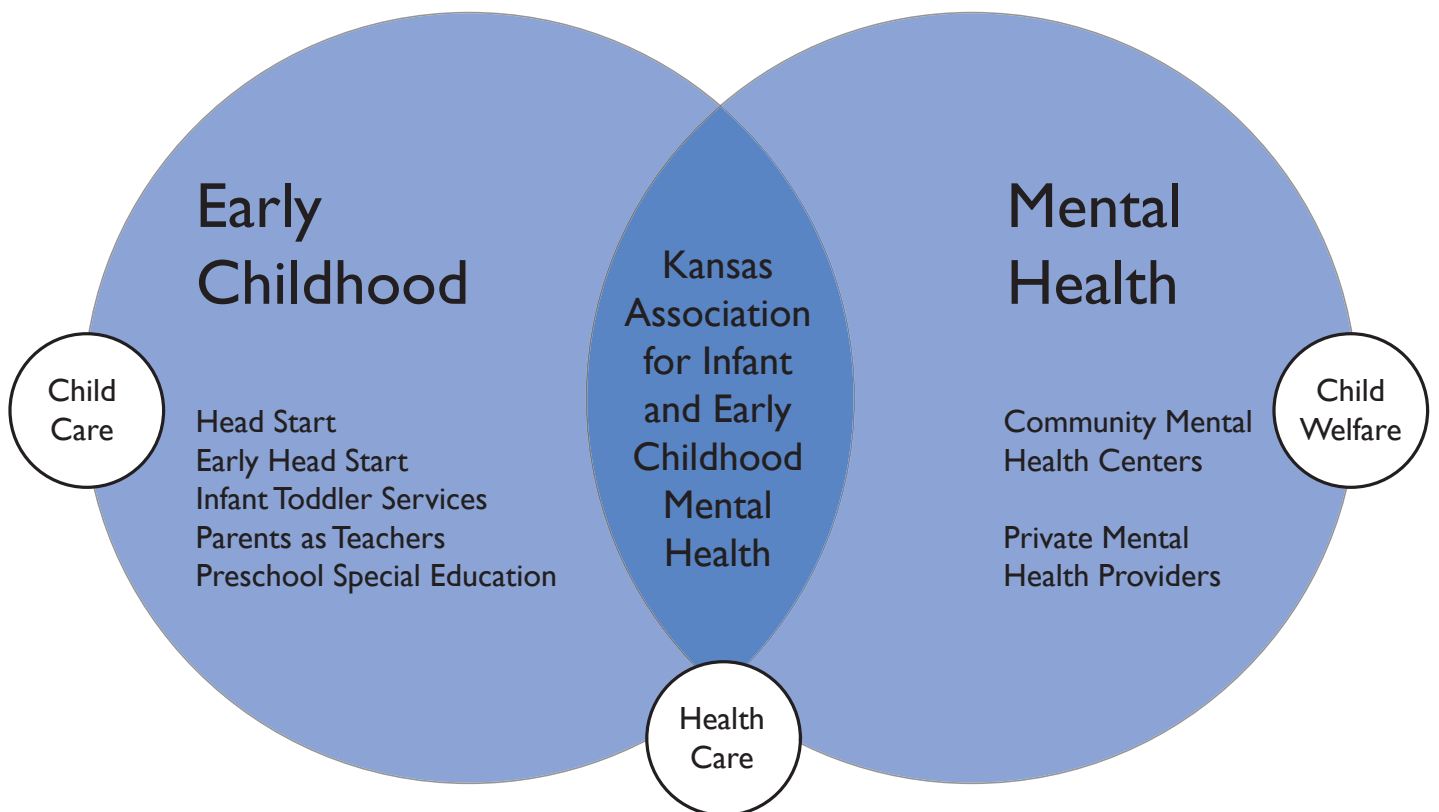 Early
Childhood
Child
Care
Head Start
Early Head Start
Infant Toddler Services
Parents as Teachers
Preschool Special Education
Kansas
Association
for Infant
and Early
Childhood
Mental
Health
Mental
Health
Community Mental
Health Centers
Private Mental
Health Providers
Child
Welfare
Health
Care